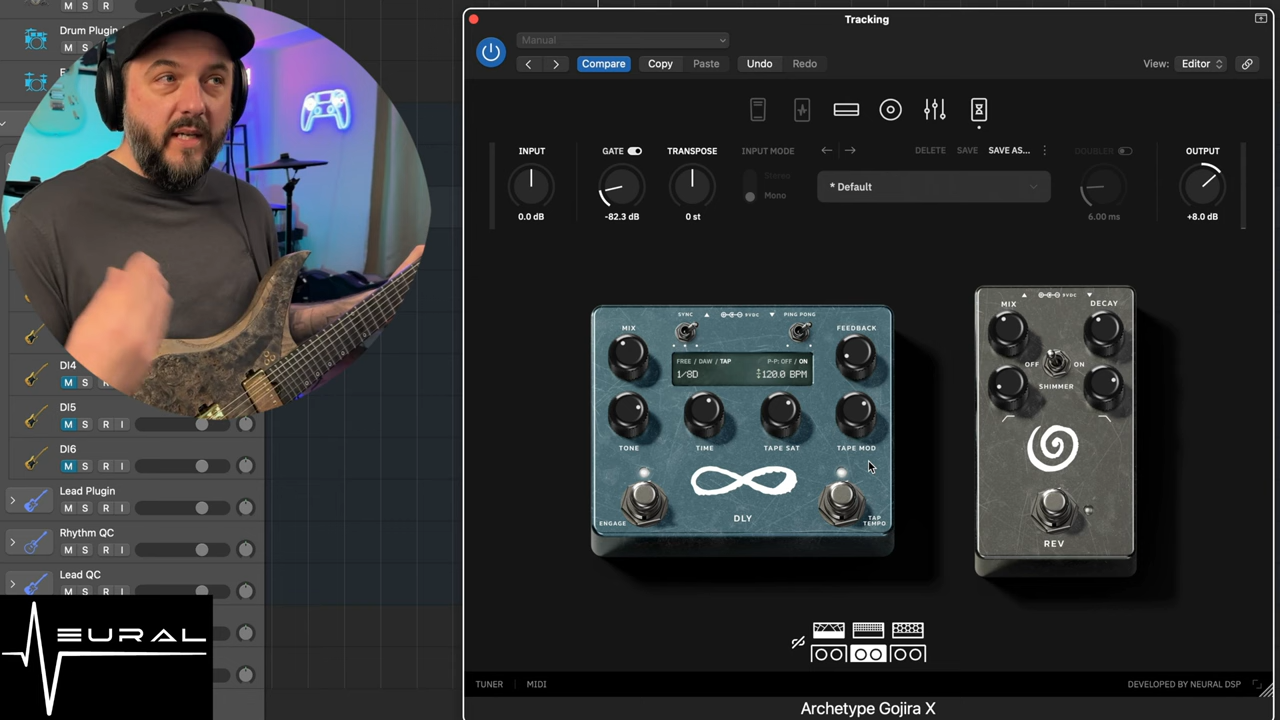 M S R
Drum Plugin
M S
DI4
M S R I
DI5
M S R I
DI6
M S R I
Lead Plugin
M S R I
Rhythm QC
M S R I
Lead QC
M S R I
EURAL
Tracking
Manual
Compare Copy Paste Undo Redo View: Editor
INPUT GATE TRANSPOSE INPUT MODE DELETE SAVE SAVE AS... DOUBLER OUTPUT
Stereo
Mono
* Default
0.0 dB -82.3 dB 0 st 6.00 ms +8.0 dB
SYNC 9VDC PING PONG
MIX FEEDBACK
FREE / DAW / TAP P-P: OFF / ON
1/8D 120.0 BPM
TONE TIME TAPE SAT TAPE MOD
ENGAGE DLY TAP TEMPO
9VDC
MIX DECAY
OFF ON
SHIMMER
REV
TUNER MIDI DEVELOPED BY NEURAL DSP
Archetype Gojira X